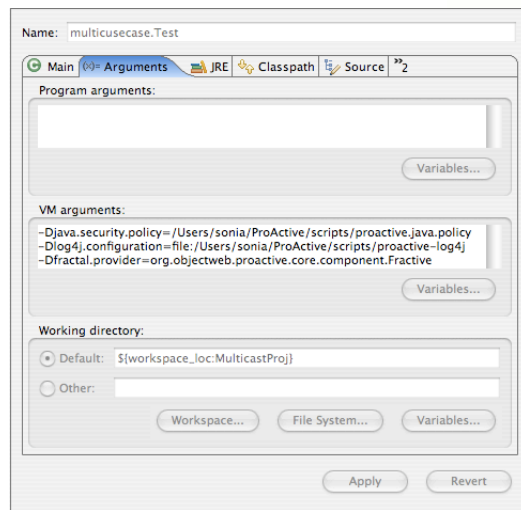 Name: multicusecase.Test
Main (x)= Arguments JRE Classpath Source »2
Program arguments:
Variables...
VM arguments:
-Djava.security.policy=/Users/sonia/ProActive/scripts/proactive.java.policy
-Dlog4j.configuration=file:/Users/sonia/ProActive/scripts/proactive-log4j
-Dfractal.provider=org.objectweb.proactive.core.component.Fractive
Variables...
Working directory:
Default: ${workspace_loc:MulticastProj}
Other:
Workspace... File System... Variables...
Apply Revert